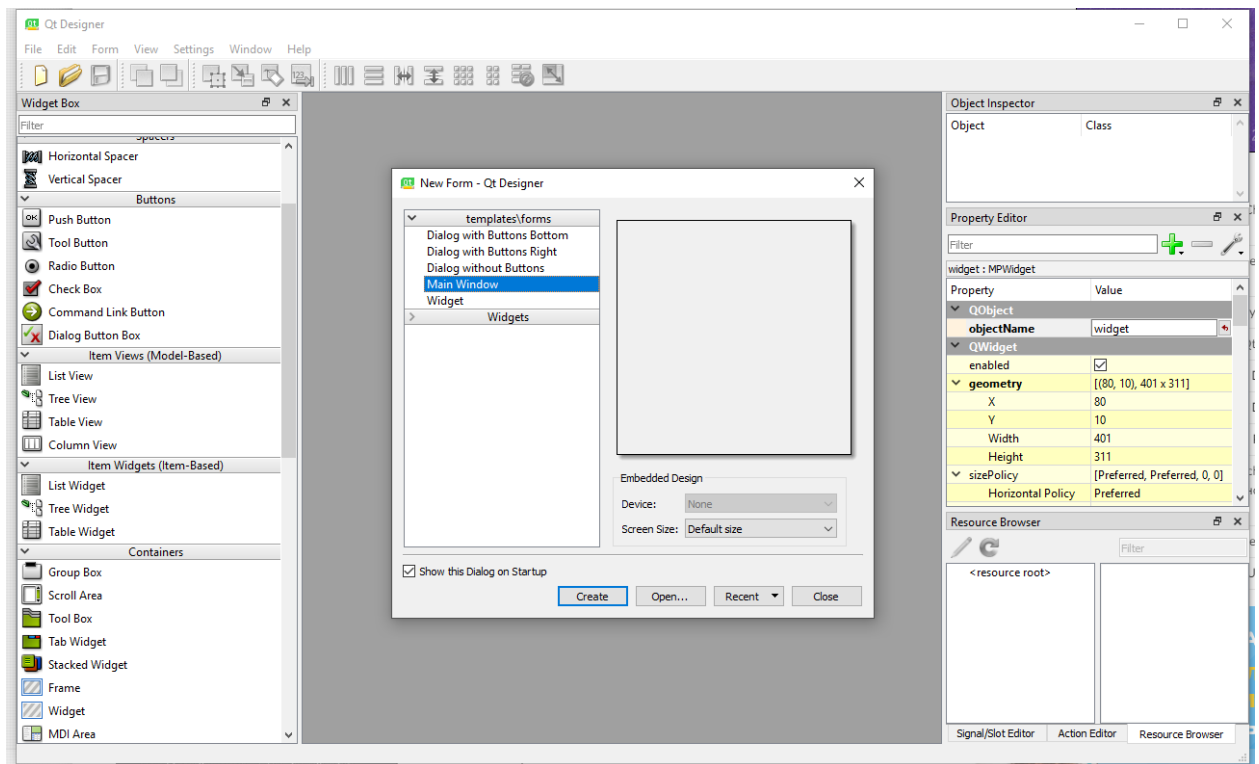 Qt Designer
File Edit Form View Settings Window Help
Widget Box
Filter
Spacers
Horizontal Spacer
Vertical Spacer
Buttons
Push Button
Tool Button
Radio Button
Check Box
Command Link Button
Dialog Button Box
Item Views (Model-Based)
List View
Tree View
Table View
Column View
Item Widgets (Item-Based)
List Widget
Tree Widget
Table Widget
Containers
Group Box
Scroll Area
Tool Box
Tab Widget
Stacked Widget
Frame
Widget
MDI Area
New Form - Qt Designer
templates\forms
Dialog with Buttons Bottom
Dialog with Buttons Right
Dialog without Buttons
Main Window
Widget
Widgets
Embedded Design
Device: None
Screen Size: Default size
Show this Dialog on Startup
Create Open... Recent Close
Object Inspector
Object Class
Property Editor
Filter
widget : MPWidget
Property Value
QObject
objectName widget
QWidget
enabled
geometry [(80, 10), 401 x 311]
X 80
Y 10
Width 401
Height 311
sizePolicy [Preferred, Preferred, 0, 0]
Horizontal Policy Preferred
Resource Browser
Filter
<resource root>
Signal/Slot Editor Action Editor Resource Browser